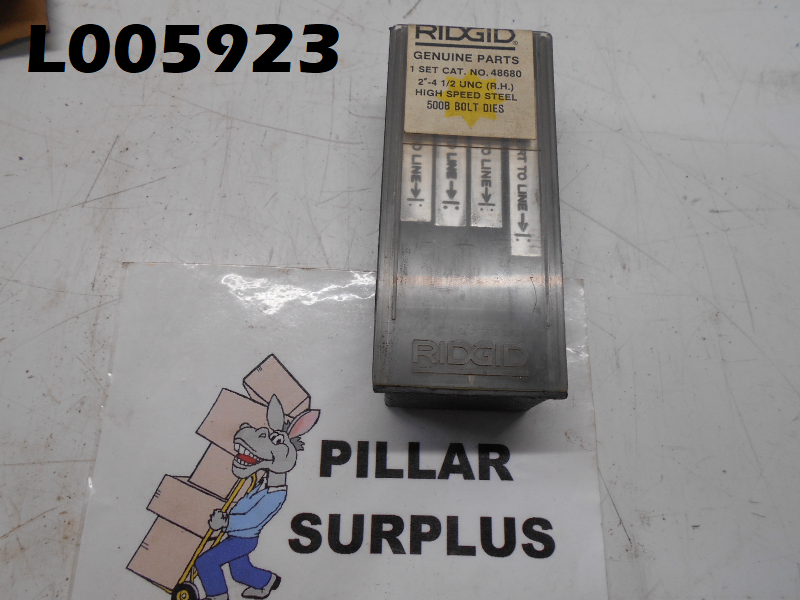 L005923
RIDGID®
GENUINE PARTS
1 SET CAT. NO. 48680
2"-4 1/2 UNC (R.H.)
HIGH SPEED STEEL
500B BOLT DIES
O LINE
O LINE
O LINE
RT TO LINE
RIDGID
PILLAR
SURPLUS